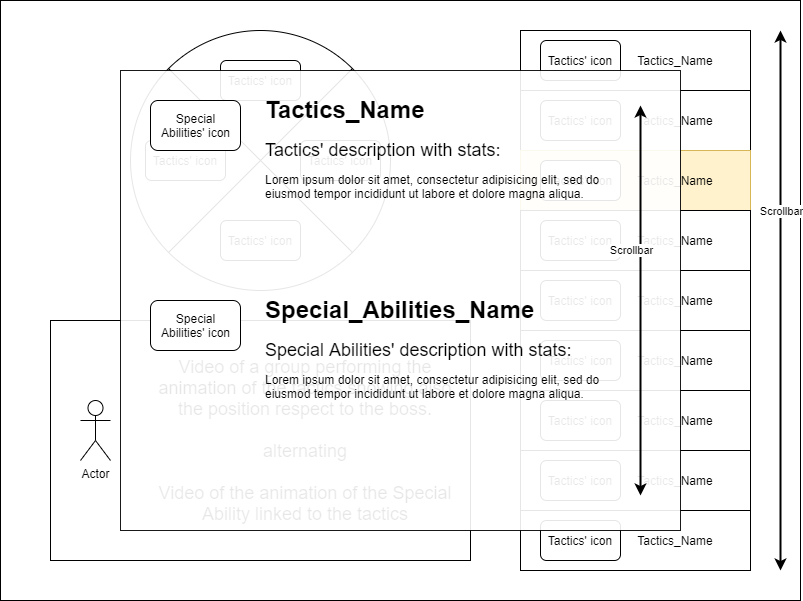 Tactics' icon
Tactics' icon
Tactics' icon
Tactics' icon
Special
Abilities' icon
Tactics_Name
Tactics' description with stats:
Lorem ipsum dolor sit amet, consectetur adipisicing elit, sed do
eiusmod tempor incididunt ut labore et dolore magna aliqua.
Special
Abilities' icon
Special_Abilities_Name
Special Abilities' description with stats:
Lorem ipsum dolor sit amet, consectetur adipisicing elit, sed do
eiusmod tempor incididunt ut labore et dolore magna aliqua.
Scrollbar
Video of a group performing the
animation of the
the position respect to the boss.
alternating
Video of the animation of the Special
Ability linked to the tactics
Actor
Tactics' icon
Tactics_Name
Tactics' icon
Tactics_Name
Tactics' icon
Tactics_Name
Tactics' icon
Tactics_Name
Tactics' icon
Tactics_Name
Tactics' icon
Tactics_Name
Tactics' icon
Tactics_Name
Tactics' icon
Tactics_Name
Tactics' icon
Tactics_Name
Scrollbar